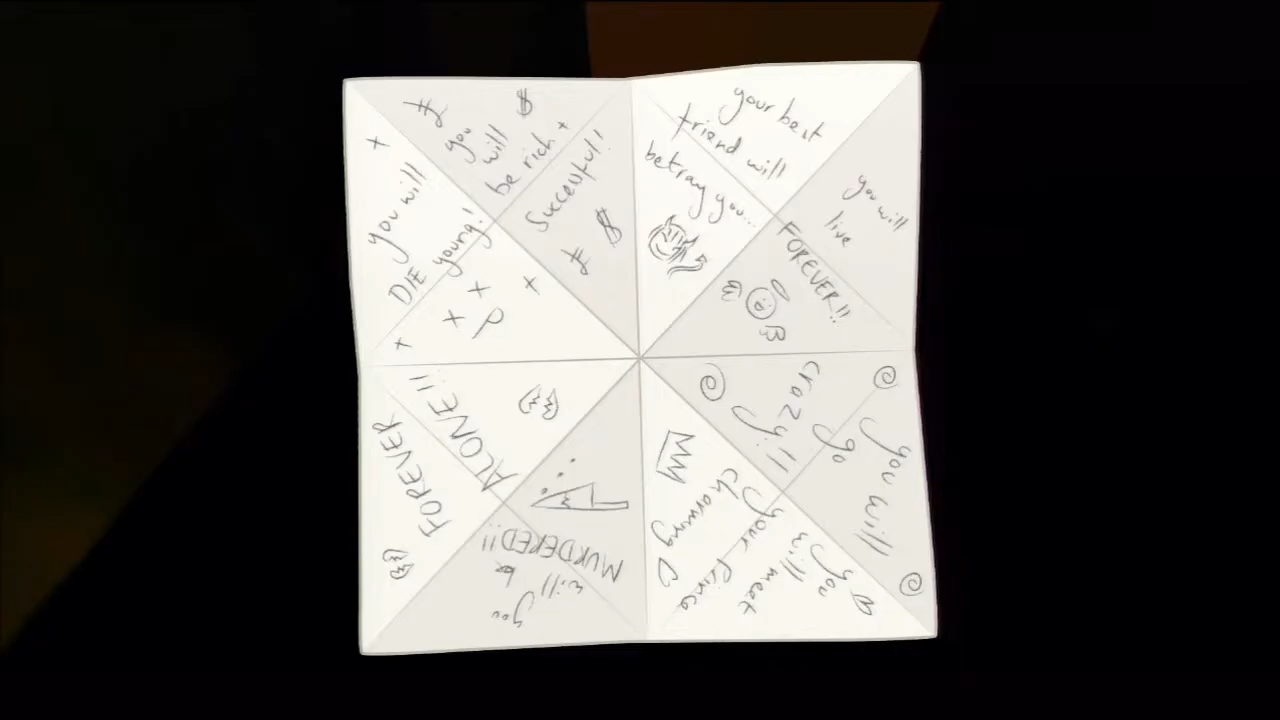 $ $
you
will
be rich +
Succesful!
$
$
your best
friend will
betray you...
you will
live
FOREVER!!
you will
go
crazy!!
you
will meet
your Prince
charming
you
will be
MURDERED!!
FOREVER
ALONE!!
you will
DIE young!